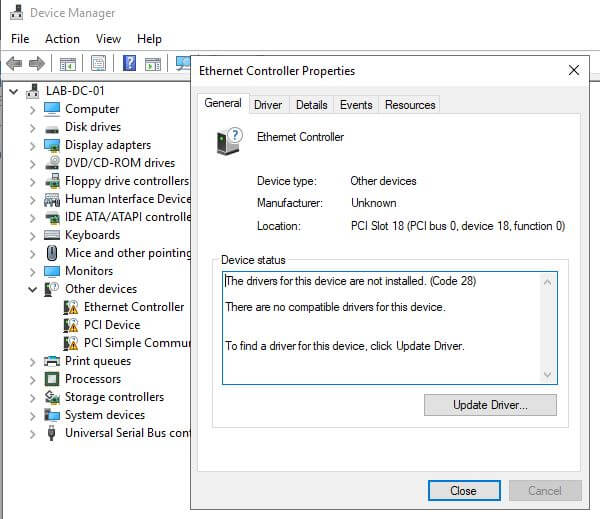 Device Manager
File Action View Help
LAB-DC-01
Computer
Disk drives
Display adapters
DVD/CD-ROM drives
Floppy drive controllers
Human Interface Device
IDE ATA/ATAPI controlle
Keyboards
Mice and other pointing
Monitors
Other devices
Ethernet Controller
PCI Device
PCI Simple Commu
Print queues
Processors
Storage controllers
System devices
Universal Serial Bus con
Ethernet Controller Properties
General Driver Details Events Resources
Ethernet Controller
Device type: Other devices
Manufacturer: Unknown
Location: PCI Slot 18 (PCI bus 0, device 18, function 0)
Device status
The drivers for this device are not installed. (Code 28)
There are no compatible drivers for this device.
To find a driver for this device, click Update Driver.
Update Driver...
Close Cancel